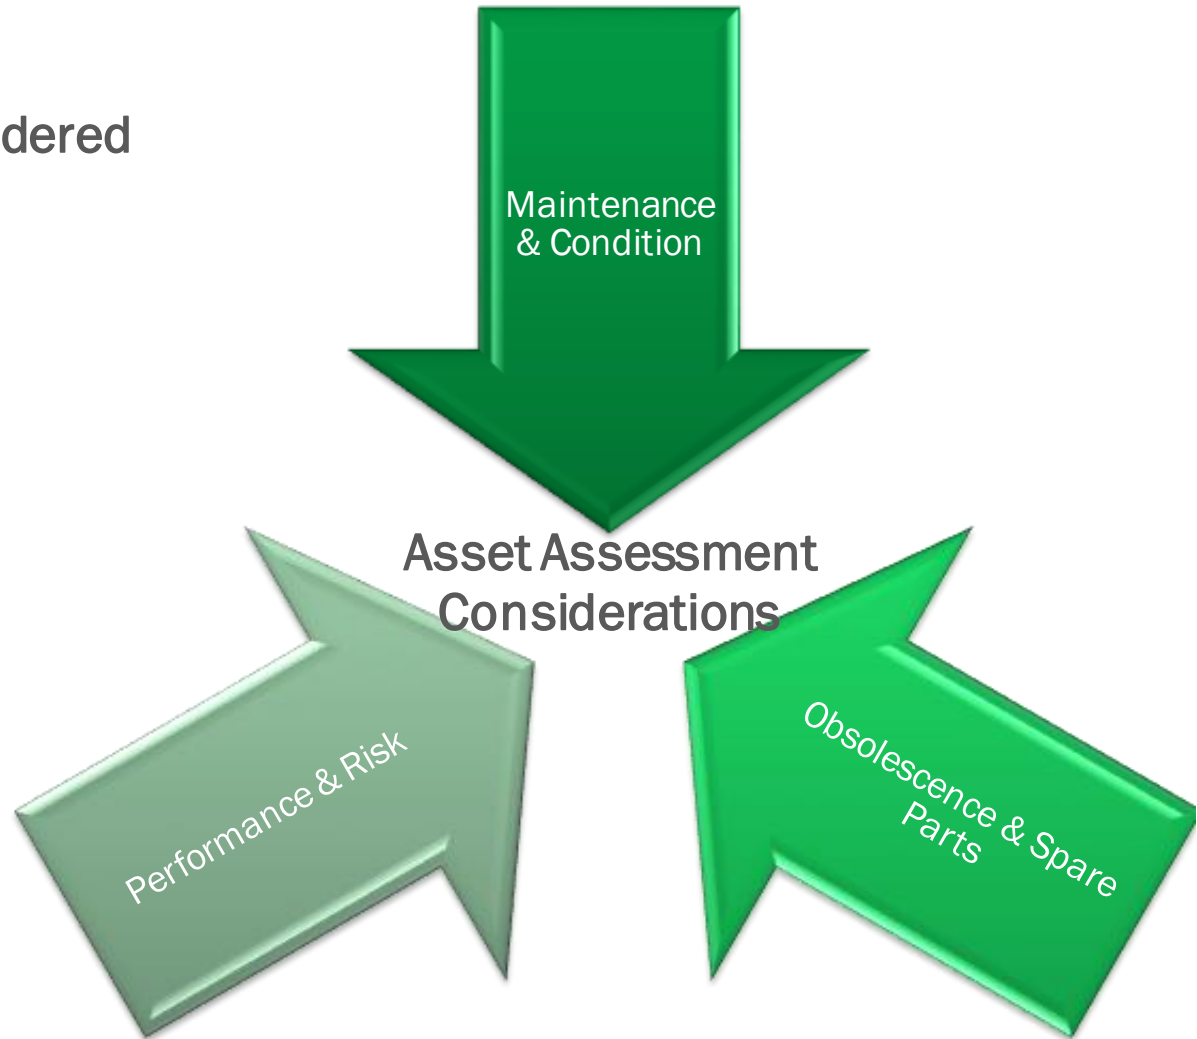 dered
Maintenance
& Condition
Asset Assessment
Considerations
Performance & Risk
Obsolescence & Spare
Parts